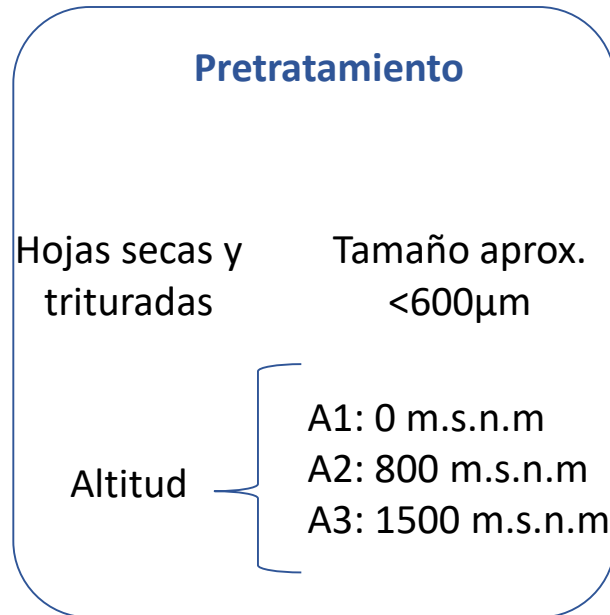 Pretratamiento
Hojas secas y
trituradas
Tamaño aprox.
<600µm
Altitud
A1: 0 m.s.n.m
A2: 800 m.s.n.m
A3: 1500 m.s.n.m